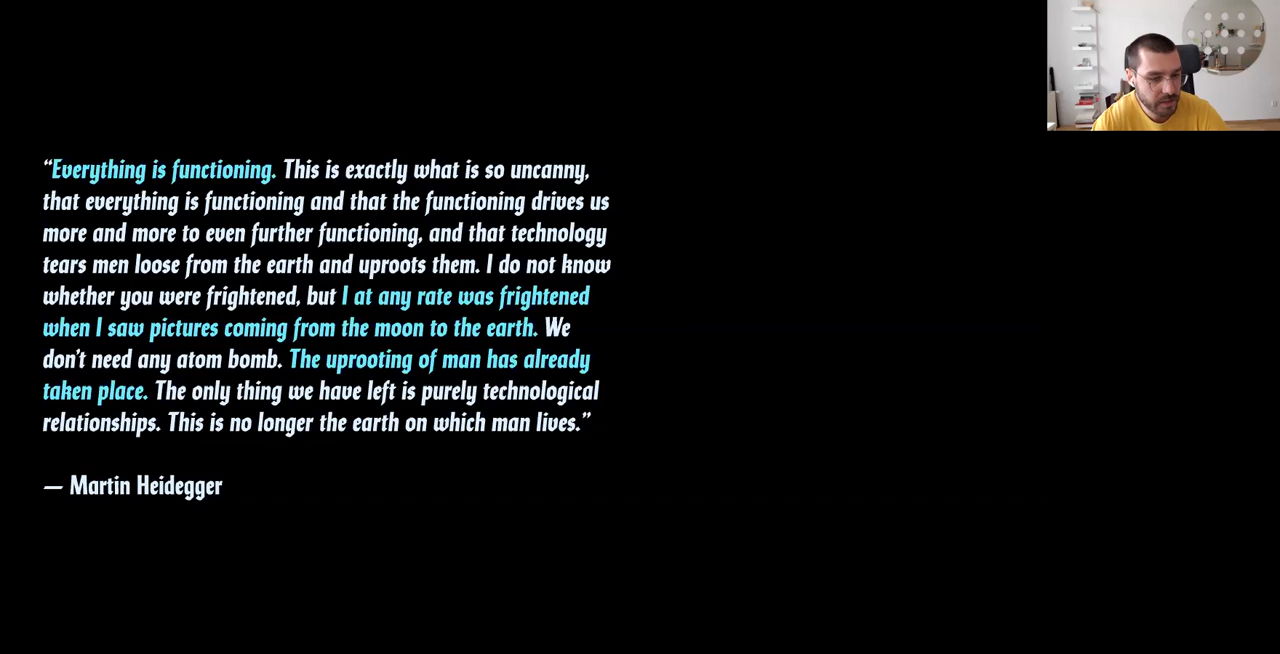 “Everything is functioning. This is exactly what is so uncanny,
that everything is functioning and that the functioning drives us
more and more to even further functioning, and that technology
tears men loose from the earth and uproots them. I do not know
whether you were frightened, but I at any rate was frightened
when I saw pictures coming from the moon to the earth. We
don’t need any atom bomb. The uprooting of man has already
taken place. The only thing we have left is purely technological
relationships. This is no longer the earth on which man lives.”
— Martin Heidegger